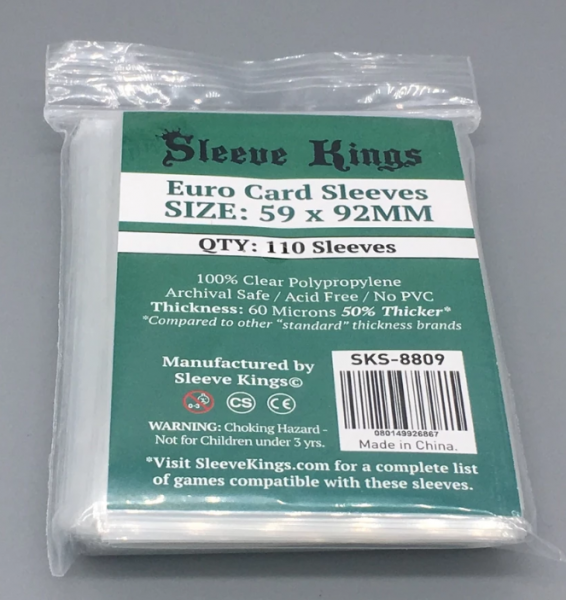 Sleeve Kings
Euro Card Sleeves
SIZE: 59 x 92MM
QTY: 110 Sleeves
100% Clear Polypropylene
Archival Safe / Acid Free / No PVC
Thickness: 60 Microns 50% Thicker*
*Compared to other "standard" thickness brands
Manufactured by
Sleeve Kings©
0-3 CS CE
WARNING: Choking Hazard -
Not for Children under 3 yrs.
SKS-8809
080149926867
Made in China.
*Visit SleeveKings.com for a complete list
of games compatible with these sleeves.